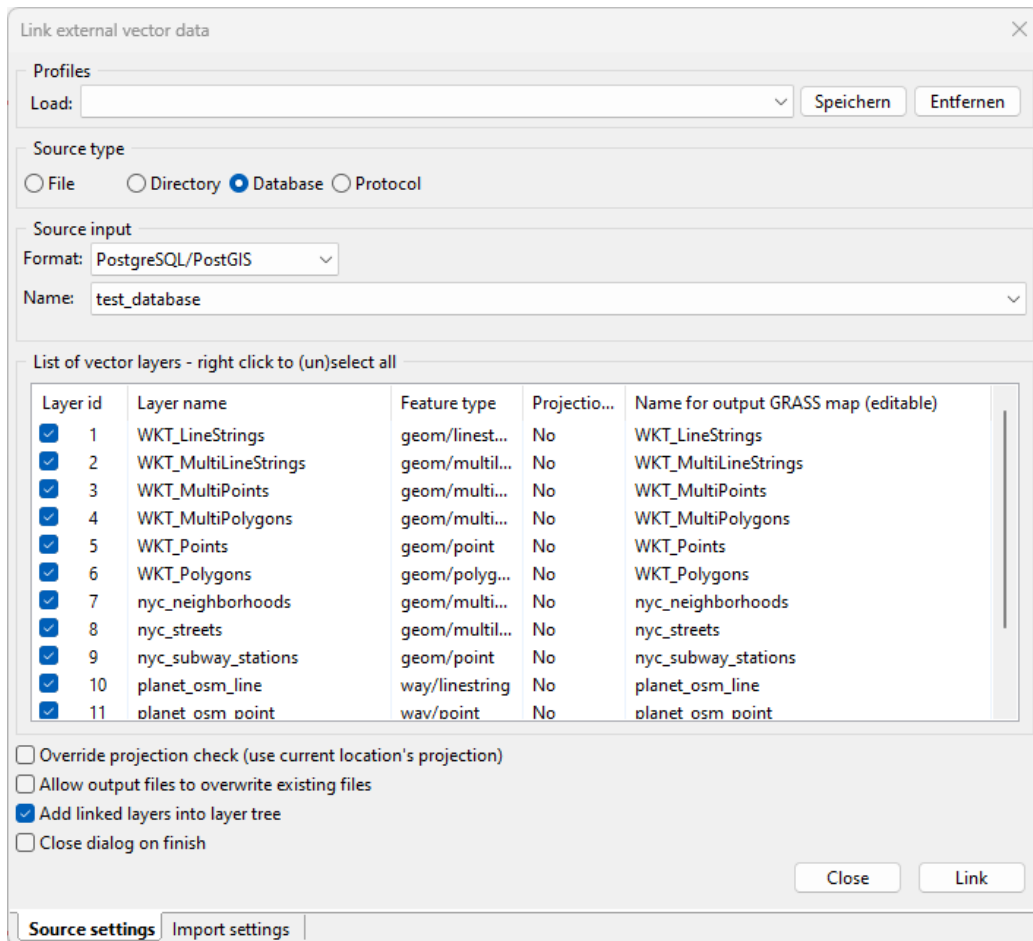 Link external vector data
Profiles
Load: Speichern Entfernen
Source type
File Directory Database Protocol
Source input
Format: PostgreSQL/PostGIS
Name: test_database
List of vector layers - right click to (un)select all
Layer id Layer name Feature type Projectio... Name for output GRASS map (editable)
1 WKT_LineStrings geom/linest... No WKT_LineStrings
2 WKT_MultiLineStrings geom/multil... No WKT_MultiLineStrings
3 WKT_MultiPoints geom/multi... No WKT_MultiPoints
4 WKT_MultiPolygons geom/multi... No WKT_MultiPolygons
5 WKT_Points geom/point No WKT_Points
6 WKT_Polygons geom/polyg... No WKT_Polygons
7 nyc_neighborhoods geom/multi... No nyc_neighborhoods
8 nyc_streets geom/multil... No nyc_streets
9 nyc_subway_stations geom/point No nyc_subway_stations
10 planet_osm_line way/linestring No planet_osm_line
11 planet_osm_point way/point No planet_osm_point
Override projection check (use current location's projection)
Allow output files to overwrite existing files
Add linked layers into layer tree
Close dialog on finish
Close Link
Source settings Import settings